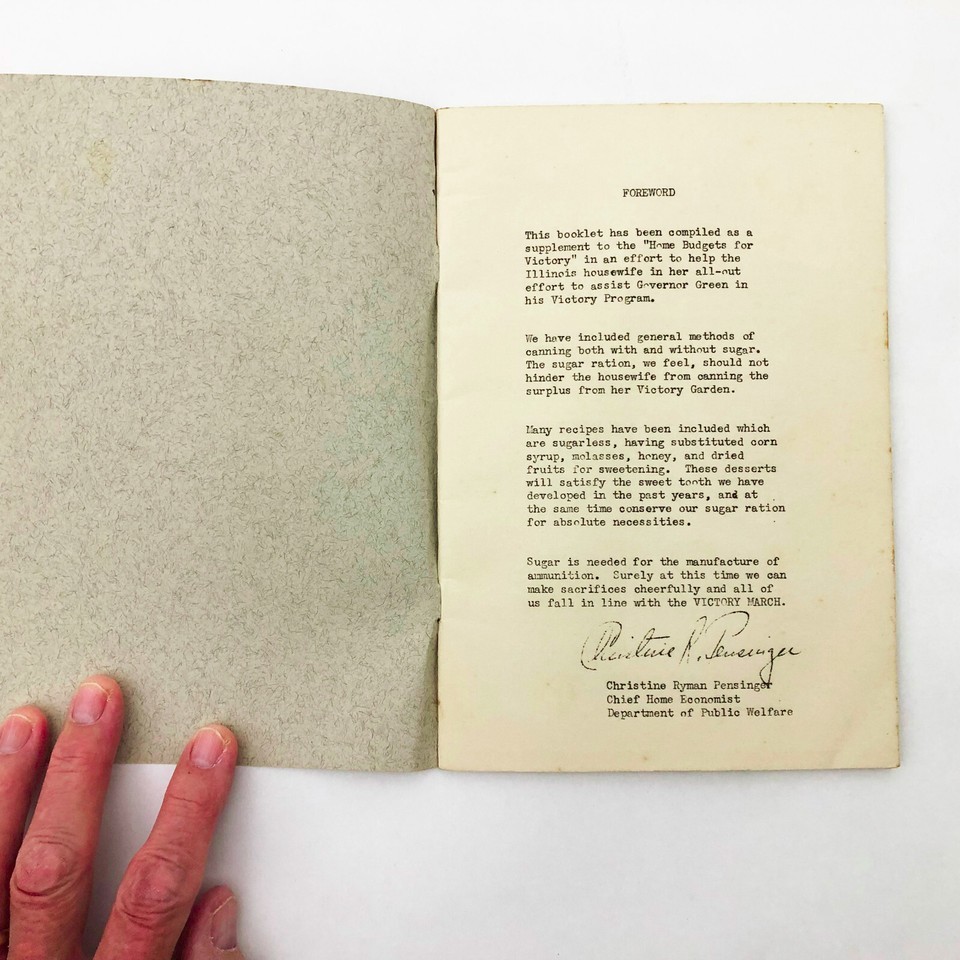 FOREWORD
This booklet has been compiled as a
supplement to the "Home Budgets for
Victory" in an effort to help the
Illinois housewife in her all-out
effort to assist Governor Green in
his Victory Program.
We have included general methods of
canning both with and without sugar.
The sugar ration, we feel, should not
hinder the housewife from canning the
surplus from her Victory Garden.
Many recipes have been included which
are sugarless, having substituted corn
syrup, molasses, honey, and dried
fruits for sweetening. These desserts
will satisfy the sweet tooth we have
developed in the past years, and at
the same time conserve our sugar ration
for absolute necessities.
Sugar is needed for the manufacture of
ammunition. Surely at this time we can
make sacrifices cheerfully and all of
us fall in line with the VICTORY MARCH.
Christine R. Pensinger
Christine Ryman Pensinger
Chief Home Economist
Department of Public Welfare